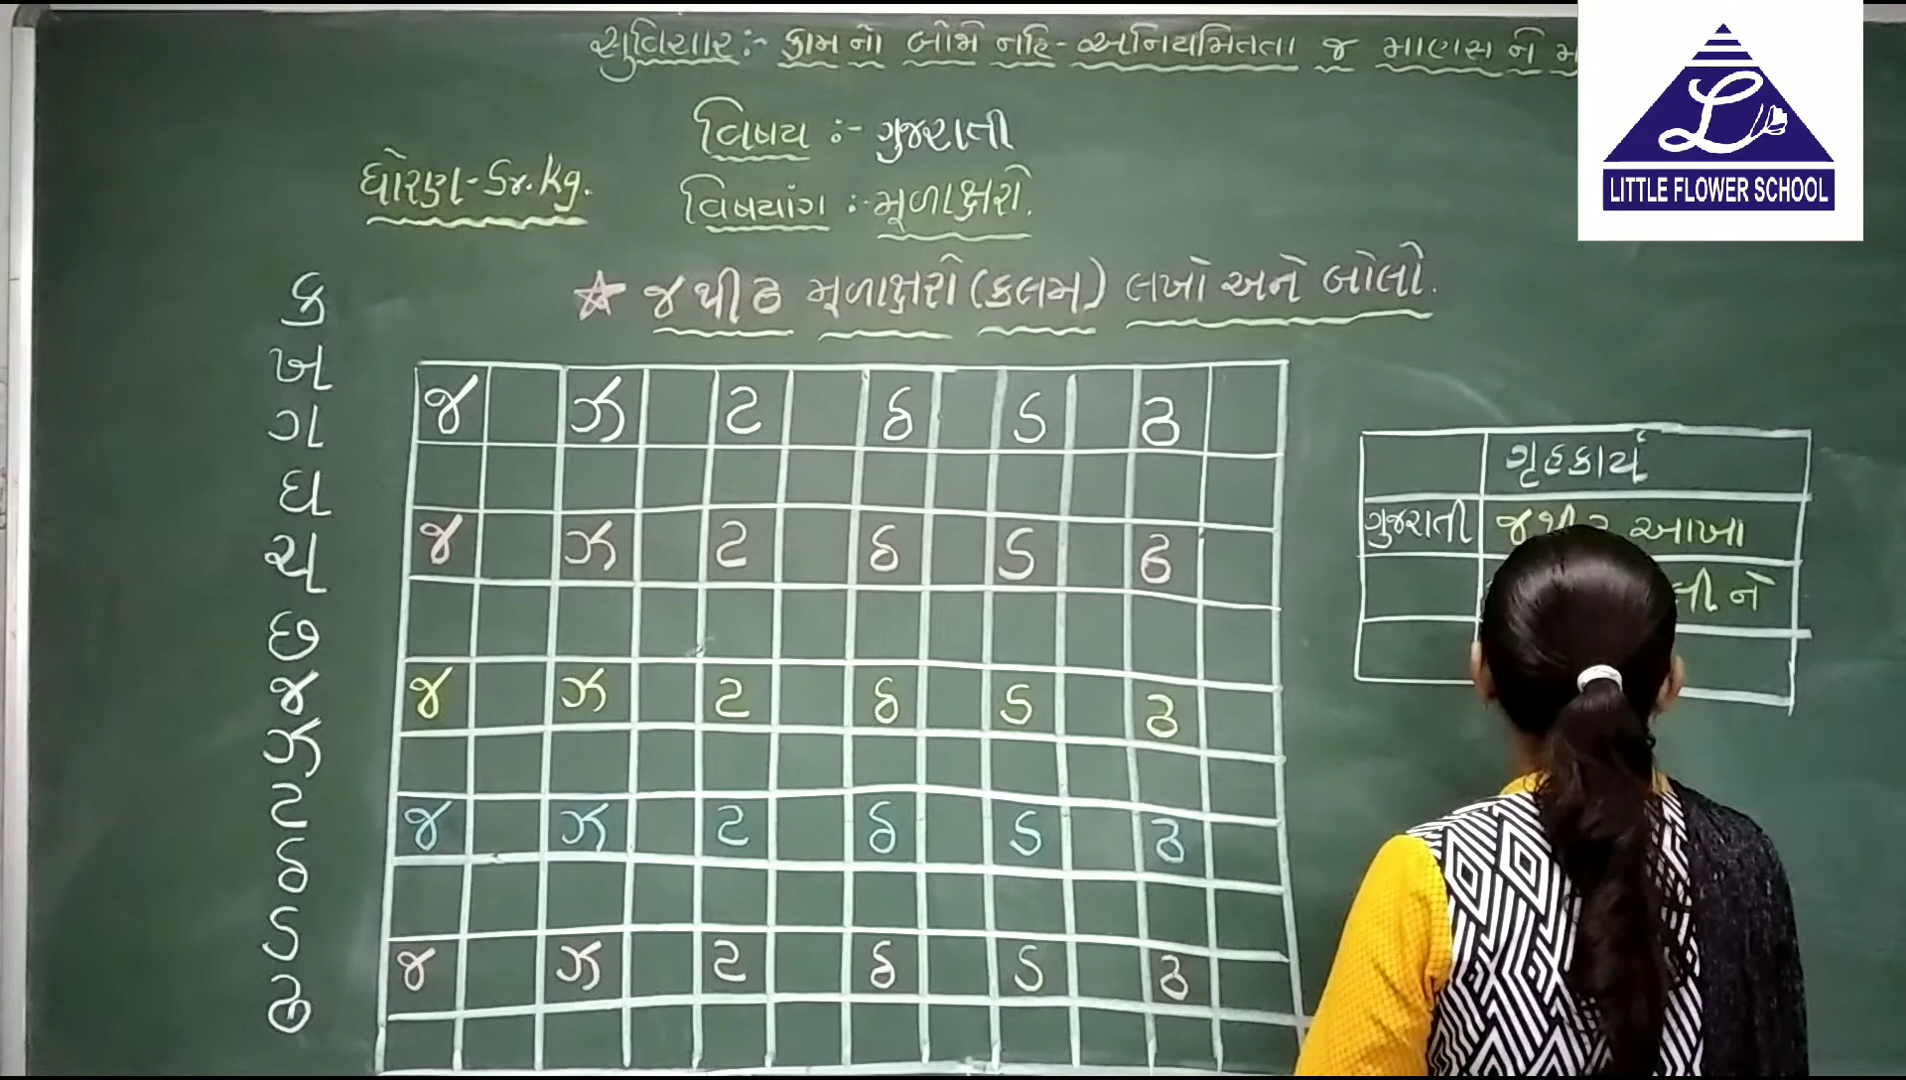 સુવિચાર:- કામ નો બોજો નહિ - અનિયમિતતા જ માણસ ને
વિષય :- ગુજરાતી
ધોરણ - Sr. Kg.
વિષયાંગ :- મૂળાક્ષરો.
☆ જ થી ઢ મૂળાક્ષરો (કલમ) લખો અને બોલો.
LITTLE FLOWER SCHOOL
ક
ખ
ગ
ઘ
ચ
છ
જ
ઝ
ટ
ઠ
ડ
ઢ
જ ઝ ટ ઠ ડ ઢ
જ ઝ ટ ઠ ડ ઢ
જ ઝ ટ ઠ ડ ઢ
જ ઝ ટ ઠ ડ ઢ
જ ઝ ટ ઠ ડ ઢ
ગૃહકાર્ય
ગુજરાતી જ થી આખા
ને